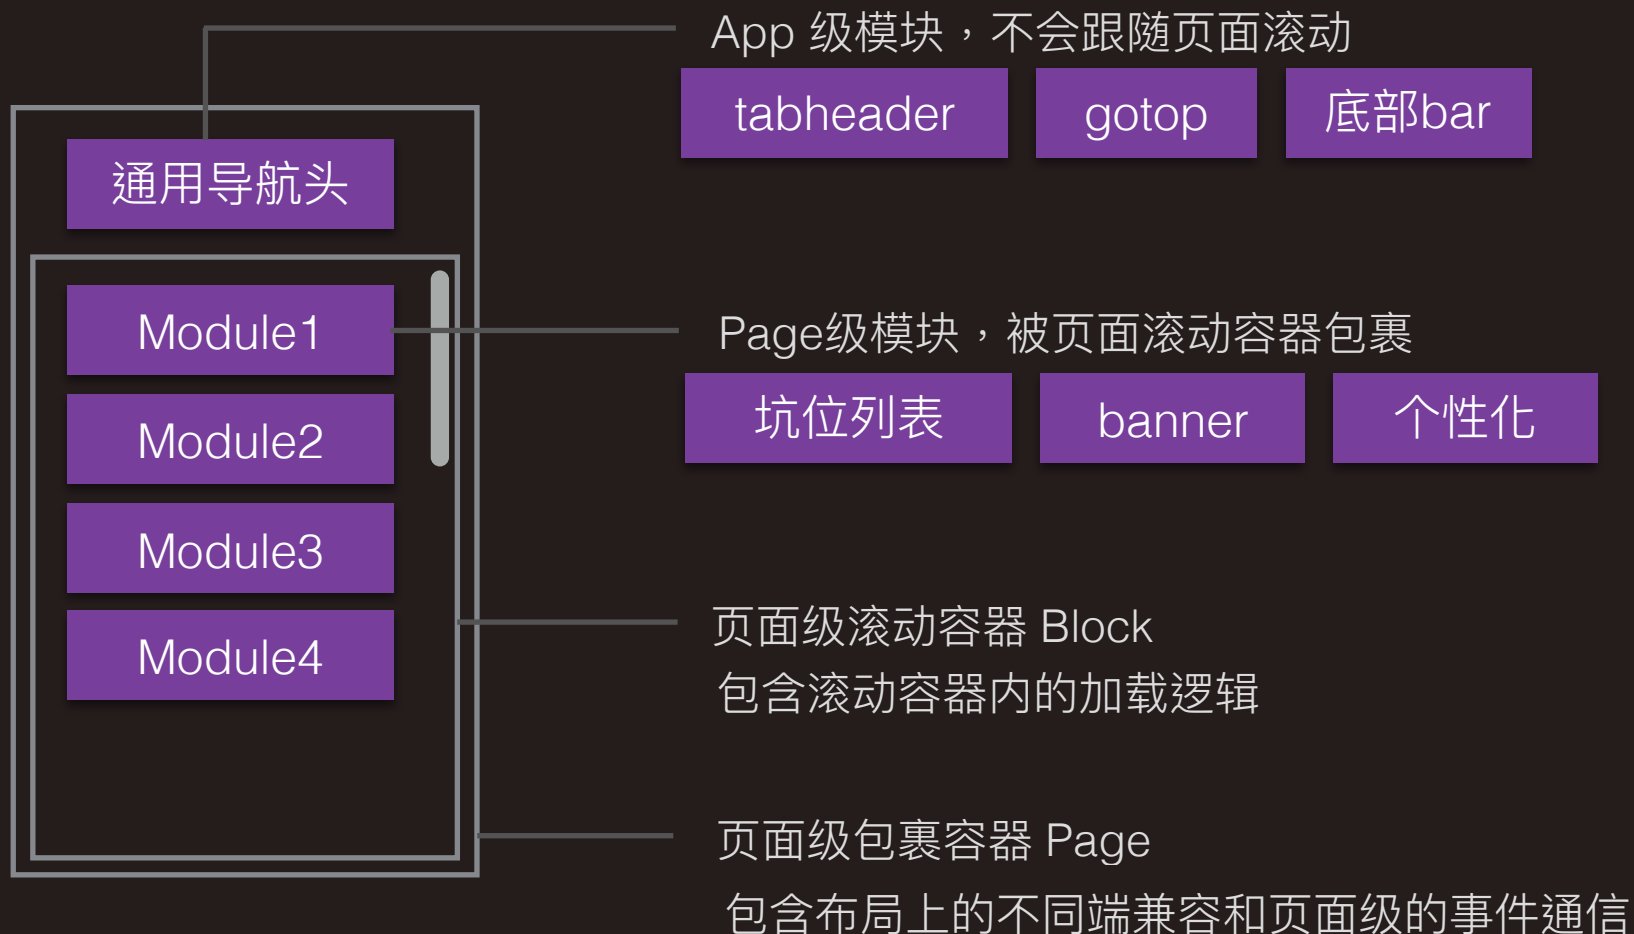 App 级模块，不会跟随页面滚动
tabheader
gotop
底部bar
通用导航头
Module1
Module2
Module3
Module4
Page级模块，被页面滚动容器包裹
坑位列表
banner
个性化
页面级滚动容器 Block
包含滚动容器内的加载逻辑
页面级包裹容器 Page
包含布局上的不同端兼容和页面级的事件通信